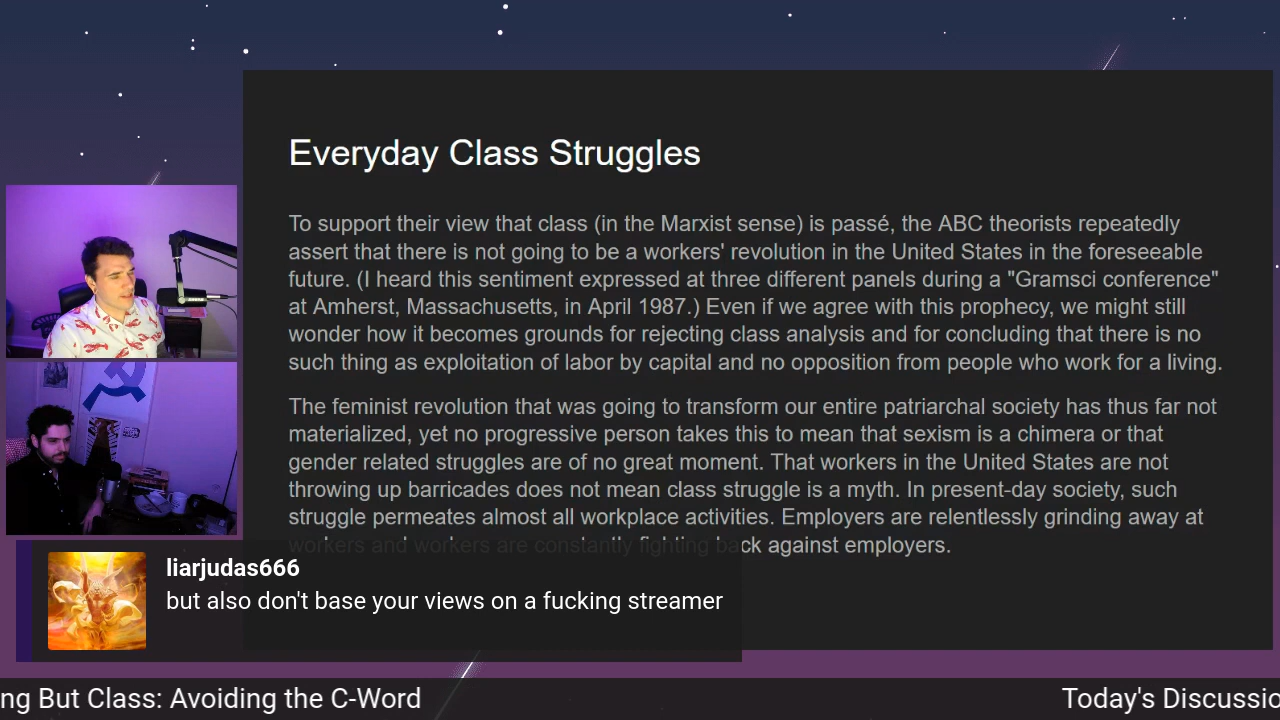 Everyday Class Struggles
To support their view that class (in the Marxist sense) is passé, the ABC theorists repeatedly
assert that there is not going to be a workers' revolution in the United States in the foreseeable
future. (I heard this sentiment expressed at three different panels during a "Gramsci conference"
at Amherst, Massachusetts, in April 1987.) Even if we agree with this prophecy, we might still
wonder how it becomes grounds for rejecting class analysis and for concluding that there is no
such thing as exploitation of labor by capital and no opposition from people who work for a living.
The feminist revolution that was going to transform our entire patriarchal society has thus far not
materialized, yet no progressive person takes this to mean that sexism is a chimera or that
gender related struggles are of no great moment. That workers in the United States are not
throwing up barricades does not mean class struggle is a myth. In present-day society, such
struggle permeates almost all workplace activities. Employers are relentlessly grinding away at
workers and workers are constantly fighting back against employers.
liarjudas666
but also don't base your views on a fucking streamer
ng But Class: Avoiding the C-Word
Today's Discussio